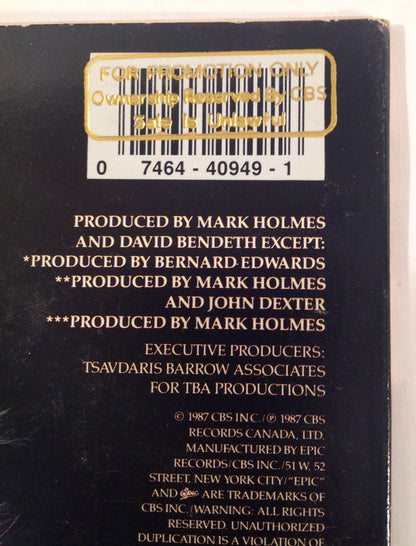 FOR PROMOTION ONLY
Ownership Reserved By CBS
Sale is Unlawful
0 7464-40949-1
PRODUCED BY MARK HOLMES
AND DAVID BENDETH EXCEPT:
*PRODUCED BY BERNARD EDWARDS
**PRODUCED BY MARK HOLMES
AND JOHN DEXTER
***PRODUCED BY MARK HOLMES
EXECUTIVE PRODUCERS:
TSAVDARIS BARROW ASSOCIATES
FOR TBA PRODUCTIONS
© 1987 CBS INC./℗ 1987 CBS
RECORDS CANADA, LTD.
MANUFACTURED BY EPIC
RECORDS/CBS INC./51 W. 52
STREET, NEW YORK CITY/"EPIC"
AND Epic ARE TRADEMARKS OF
CBS INC./WARNING: ALL RIGHTS
RESERVED. UNAUTHORIZED
DUPLICATION IS A VIOLATION OF